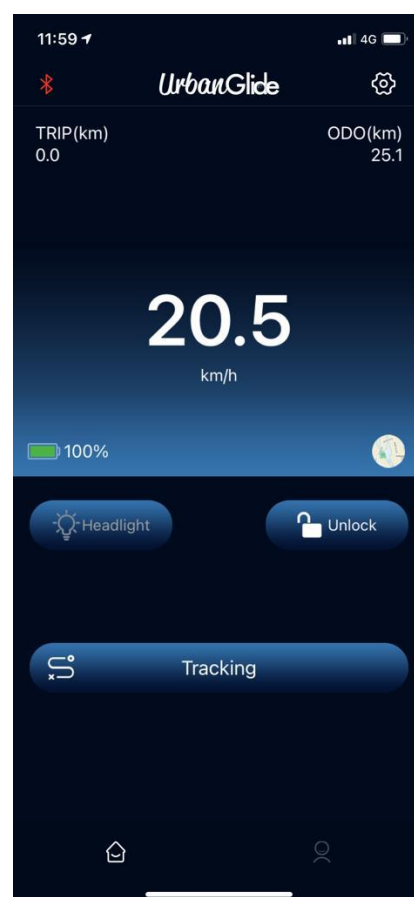 11:59
4G
UrbanGlide
TRIP(km)
ODO(km)
0.0
25.1
20.5
km/h
100%
Headlight
Unlock
Tracking